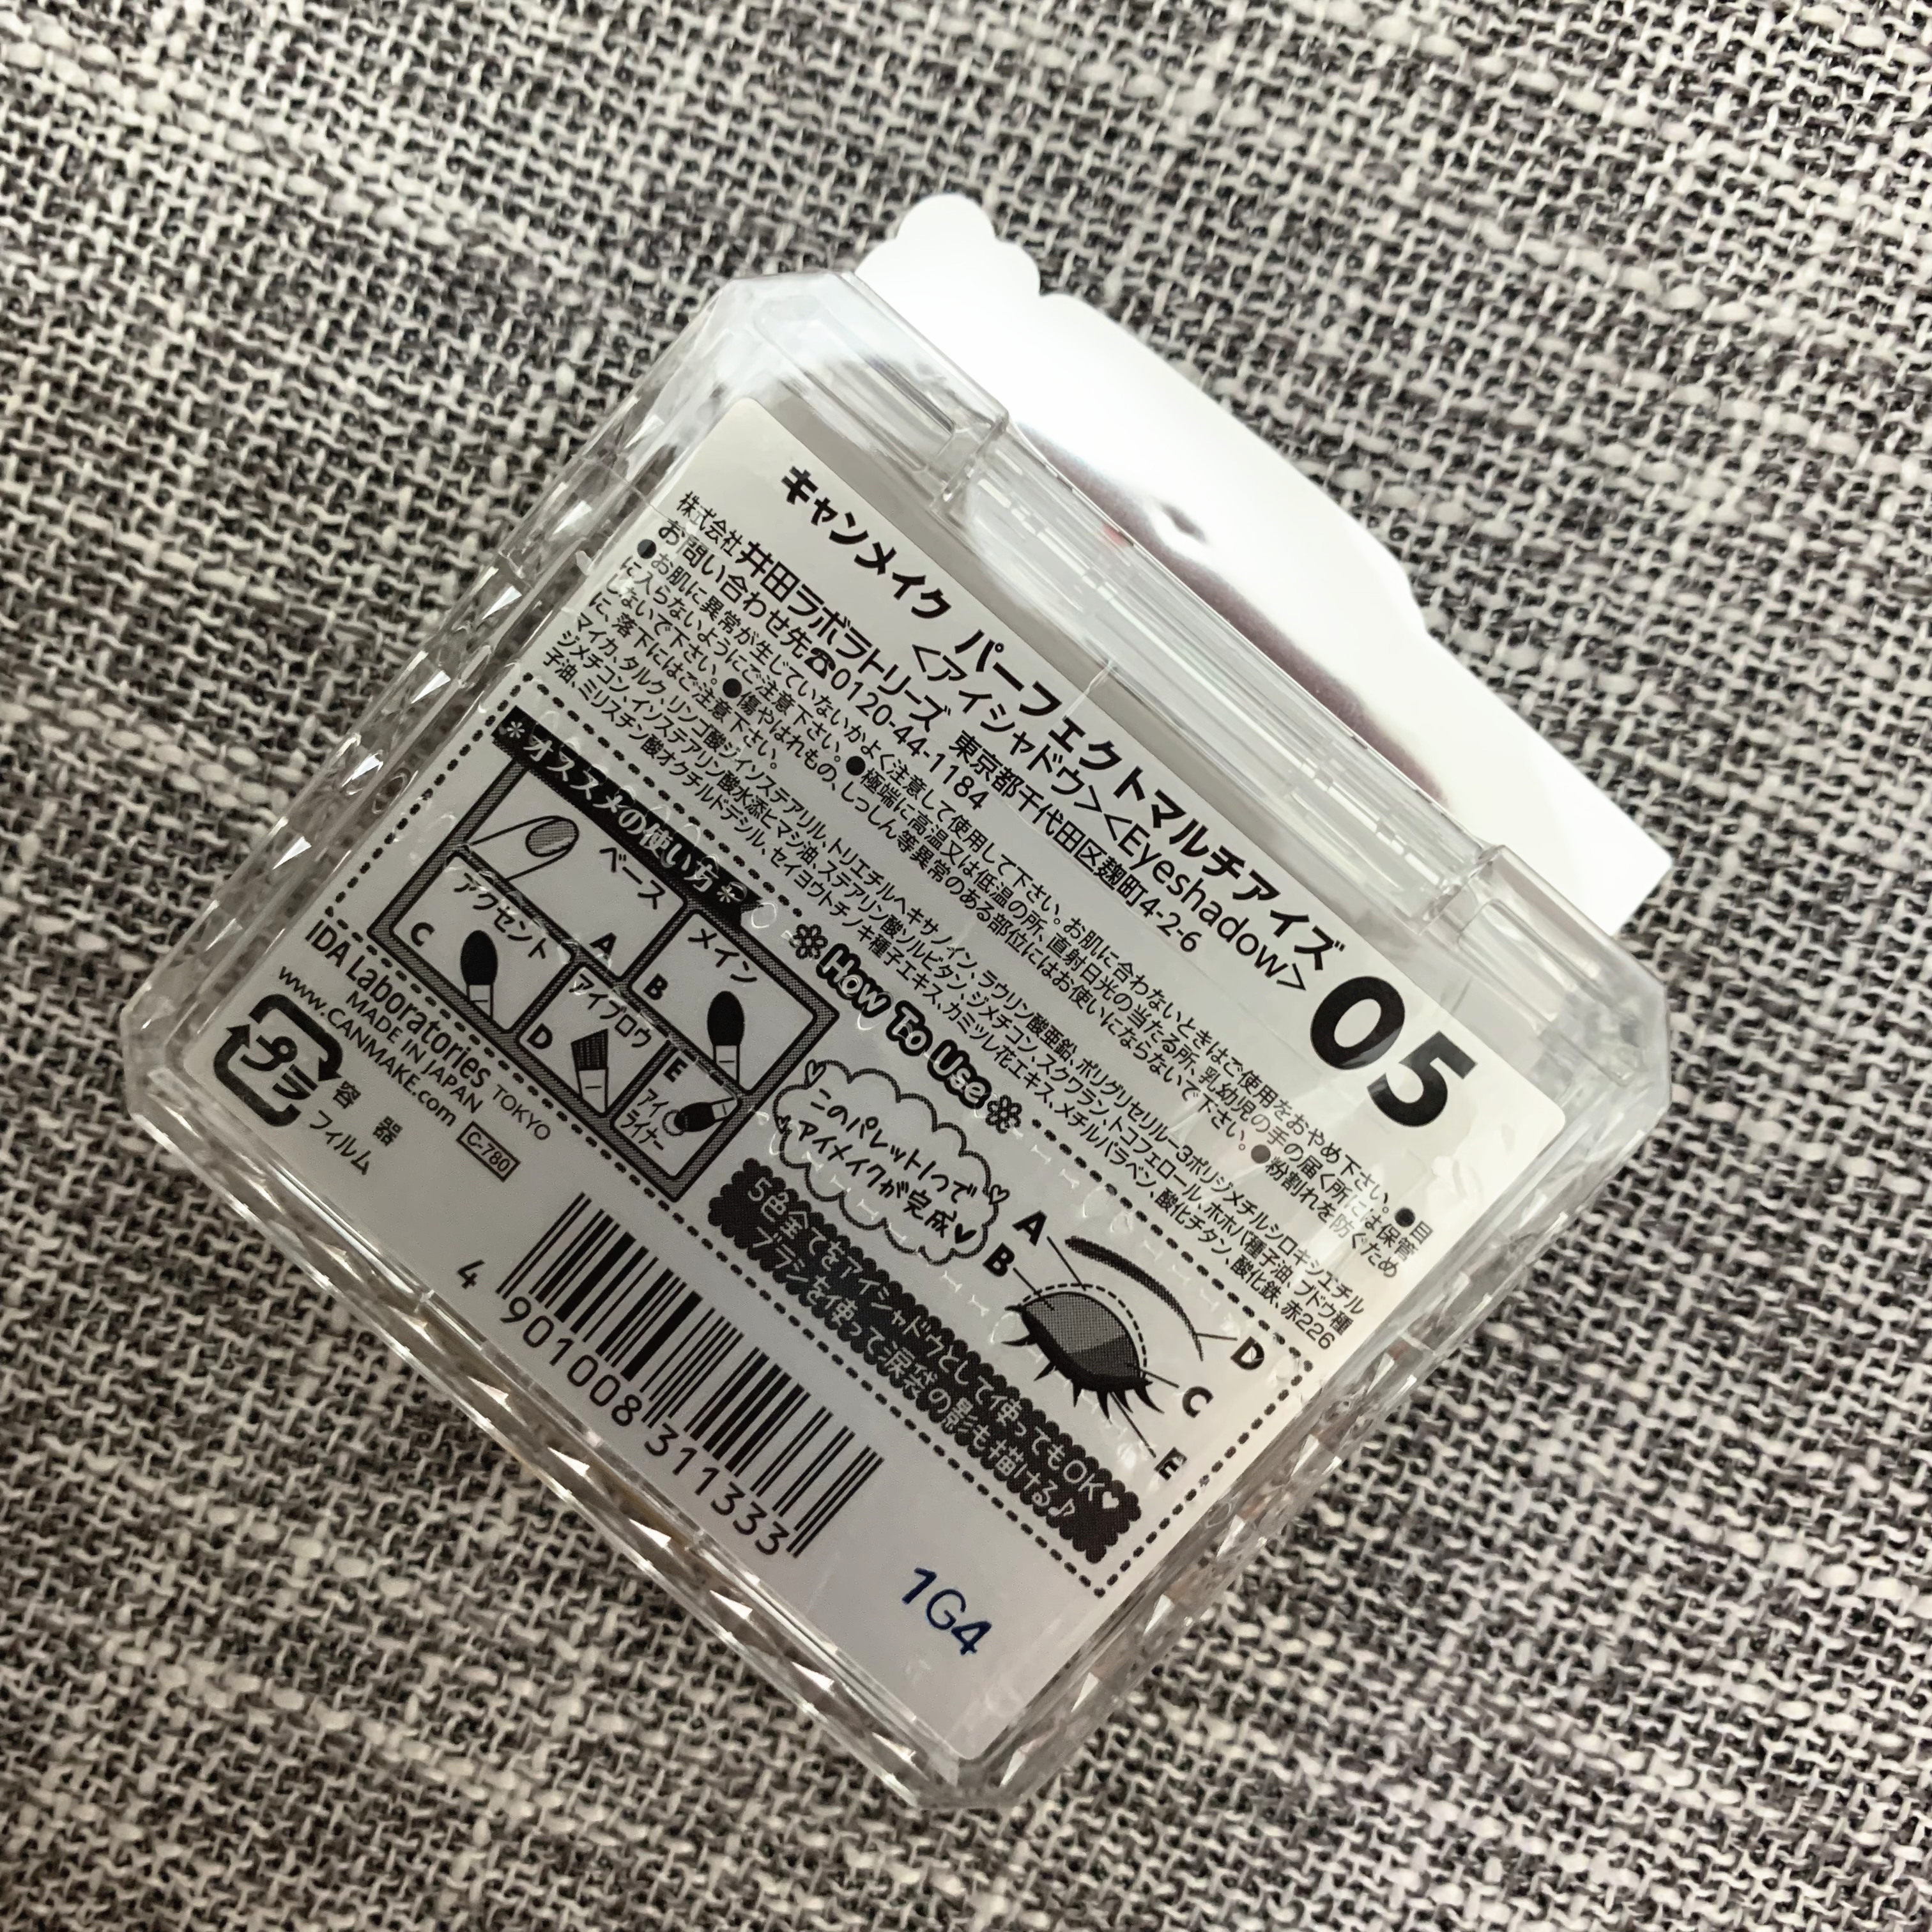 キャンメイク パーフェクトマルチアイズ 05
<アイシャドウ><Eyeshadow>
株式会社 井田ラボラトリーズ 東京都千代田区麹町4-2-6
お問い合わせ先☎0120-44-1184
●お肌に異常が生じていないかよく注意して使用して下さい。お肌に合わないときはご使用をおやめ下さい。●目
に入らないようにご注意下さい。●極端に高温又は低温の所、直射日光の当たる所、乳幼児の手の届く所には保管
しないで下さい。●傷やはれもの、しっしん等異常のある部位にはお使いにならないで下さい。●粉割れを防ぐため
に、落下にはご注意下さい。
マイカ、タルク、リンゴ酸ジイソステアリル、トリエチルヘキサノイン、ラウリン酸亜鉛、ポリグリセリル-3ポリジメチルシロキシエチル
ジメチコン、イソステアリン酸水添ヒマシ油、ステアリン酸ソルビタン、ジメチコン、スクワラン、トコフェロール、ホホバ種子油、ブドウ種
子油、ミリスチン酸オクチルドデシル、セイヨウトチノキ種子エキス、カミツレ花エキス、メチルパラベン、酸化チタン、酸化鉄、赤226
*オススメの使い方*
How To Use
ベース
A
メイン
B
アクセント
C
アイブロウ
D
E
アイ
ライナー
このパレット1つで
アイメイクが完成♥
A
B
D
C
E
5色全てをアイシャドウとして使ってもOK♥
ブラシを使って涙袋の影も描ける♪
IDA Laboratories TOKYO
MADE IN JAPAN
www.CANMAKE.com C-780
プラ
容器
フィルム
4 901008 311333
1G4